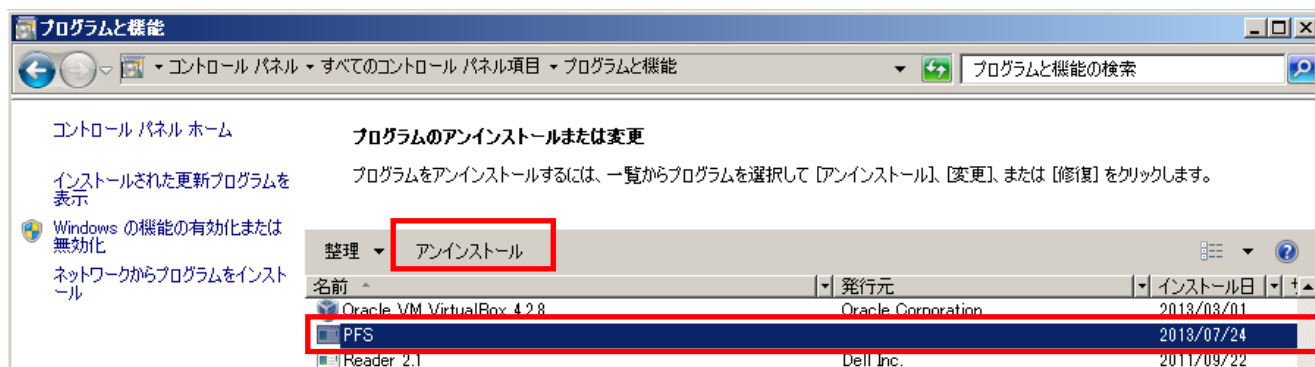 プログラムと機能
コントロール パネル すべてのコントロール パネル項目 プログラムと機能
プログラムと機能の検索
コントロール パネル ホーム
インストールされた更新プログラムを
表示
Windows の機能の有効化または
無効化
ネットワークからプログラムをインスト
ール
プログラムのアンインストールまたは変更
プログラムをアンインストールするには、一覧からプログラムを選択して [アンインストール]、[変更]、または [修復] をクリックします。
整理 アンインストール
名前 発行元 インストール日
Oracle VM VirtualBox 4.2.8 Oracle Corporation 2013/03/01
PFS 2013/07/24
Reader 2.1 Dell Inc. 2011/09/22